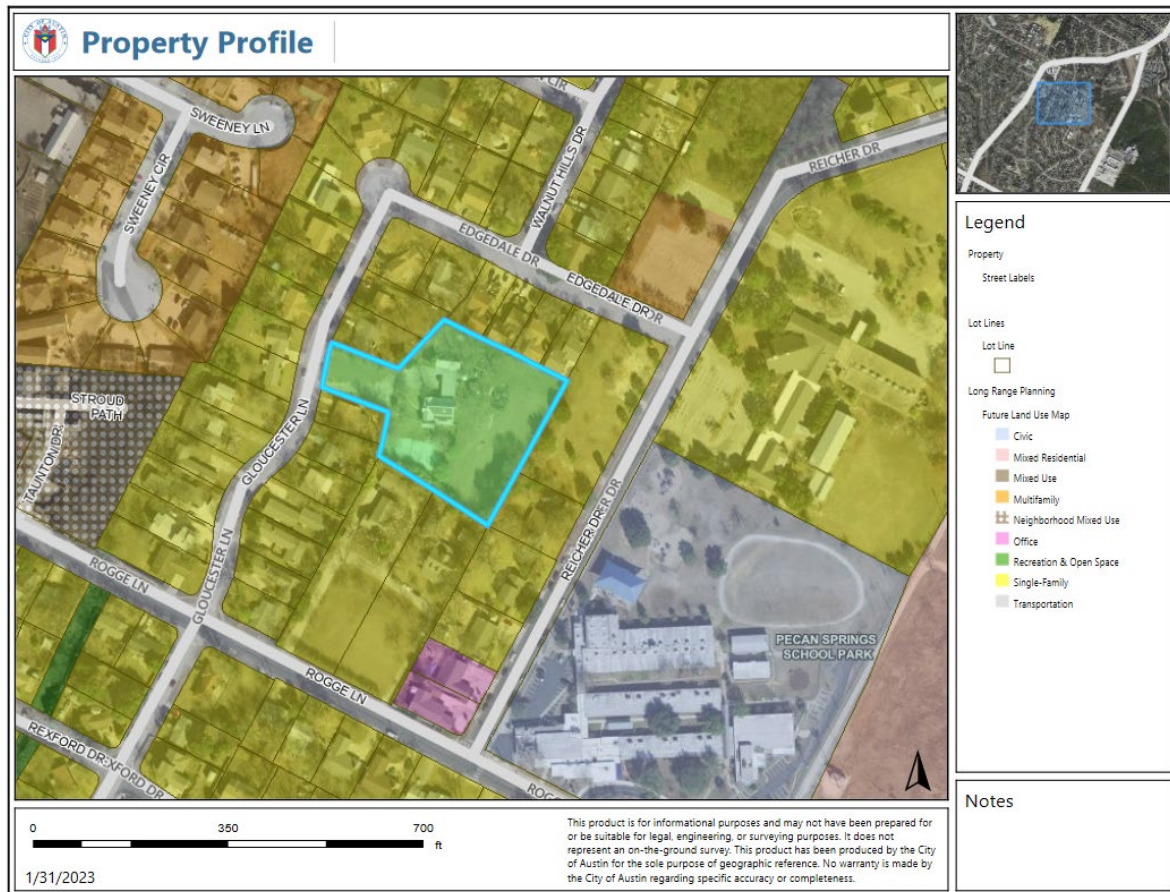 Property Profile
SWEENEY LN
SWEENEY CIR
WALNUT HILLS DR
REICHER DR
EDGEDALE DR
EDGEDALE DR
STROUD
PATH
TAUNTON DR
GLOUCESTER LN
GLOUCESTER LN
REICHER DR
ROGGE LN
ROGGE LN
PECAN SPRINGS
SCHOOL PARK
REXFORD DR
Legend
Property
Street Labels
Lot Lines
Lot Line
Long Range Planning
Future Land Use Map
Civic
Mixed Residential
Mixed Use
Multifamily
Neighborhood Mixed Use
Office
Recreation & Open Space
Single-Family
Transportation
Notes
0 350 700
ft
1/31/2023
This product is for informational purposes and may not have been prepared for
or be suitable for legal, engineering, or surveying purposes. It does not
represent an on-the-ground survey. This product has been produced by the City
of Austin for the sole purpose of geographic reference. No warranty is made by
the City of Austin regarding specific accuracy or completeness.